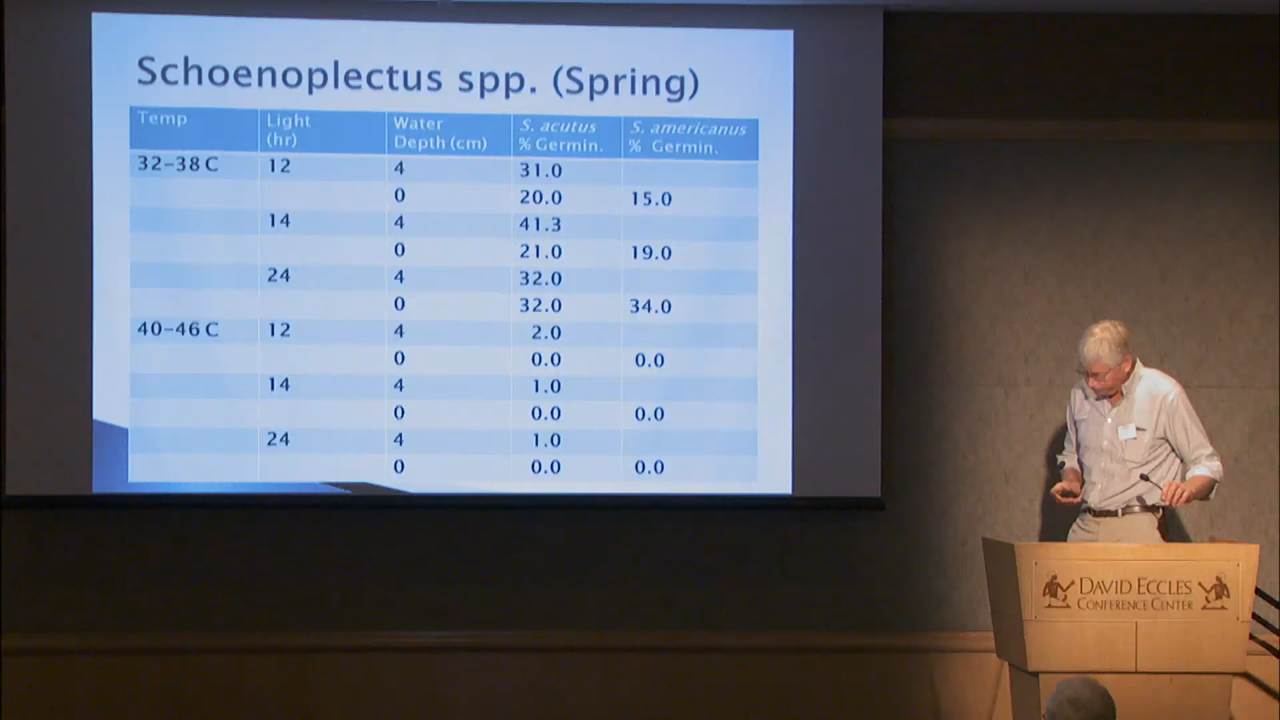 Schoenoplectus spp. (Spring)
Temp Light (hr) Water Depth (cm) S. acutus % Germin. S. americanus % Germin.
32-38 C 12 4 31.0
0 20.0 15.0
14 4 41.3
0 21.0 19.0
24 4 32.0
0 32.0 34.0
40-46 C 12 4 2.0
0 0.0 0.0
14 4 1.0
0 0.0 0.0
24 4 1.0
0 0.0 0.0
DAVID ECCLES
CONFERENCE CENTER